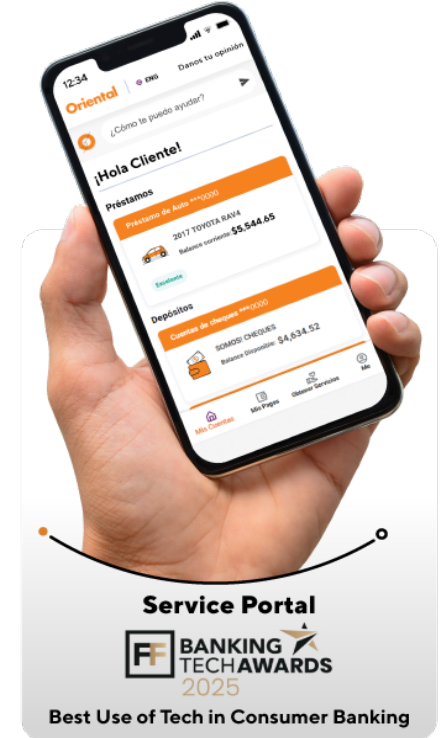 12:34
Oriental
ENG
Danos tu opinión
¿Cómo te puedo ayudar?
¡Hola Cliente!
Préstamos
Préstamo de Auto ***0000
2017 TOYOTA RAV4
Balance corriente: $5,544.65
Excelente
Depósitos
Cuentas de cheques ***0000
SOMOS! CHEQUES
Balance Disponible: $4,634.52
Mis Cuentas
Mis Pagos
Obtener Servicios
Me
Service Portal
FF
BANKING
TECHAWARDS
2025
Best Use of Tech in Consumer Banking